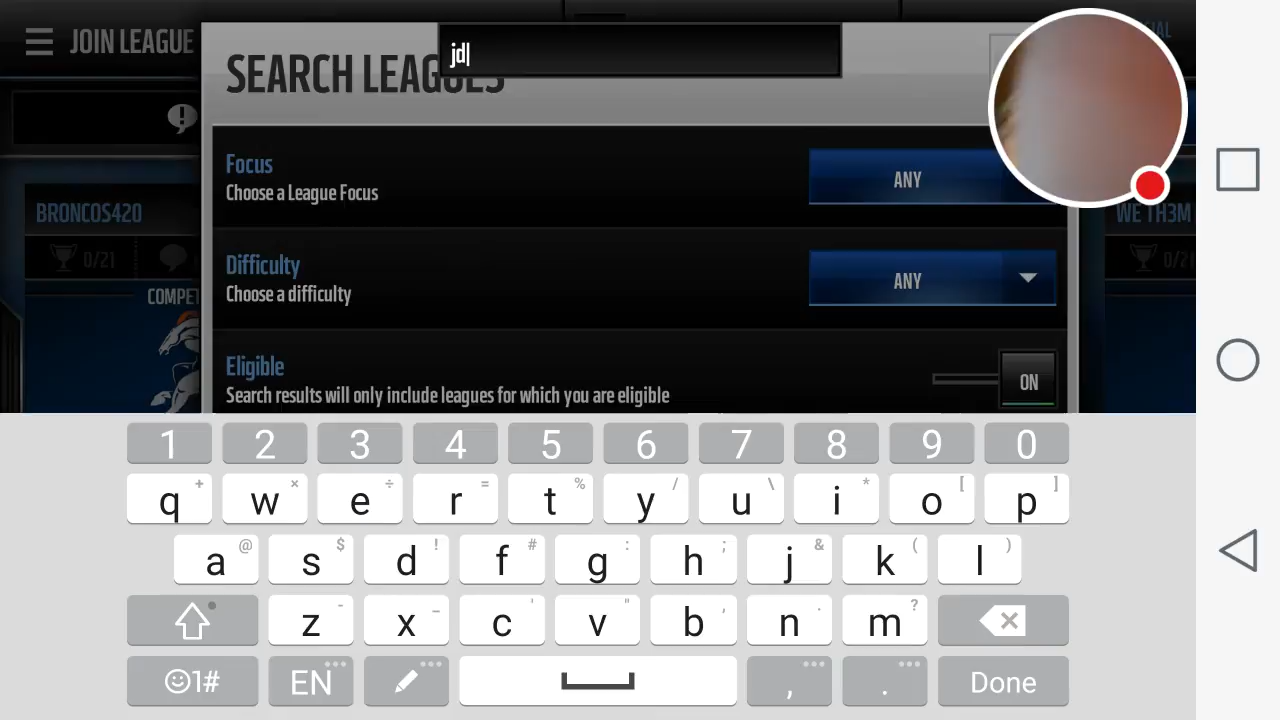 JOIN LEAGUE
jd
SEARCH LEAGUES
Focus
Choose a League Focus
ANY
BRONCOS420
0/21
COMPET
Difficulty
Choose a difficulty
ANY
WE TH3M
0/2
Eligible
Search results will only include leagues for which you are eligible
ON
1 2 3 4 5 6 7 8 9 0
q + w × e ÷ r = t % y / u \ i * o [ p ]
a @ s $ d ! f # g : h ; j & k ( l )
z - x _ c ' v " b , n . m ?
1# EN , . Done